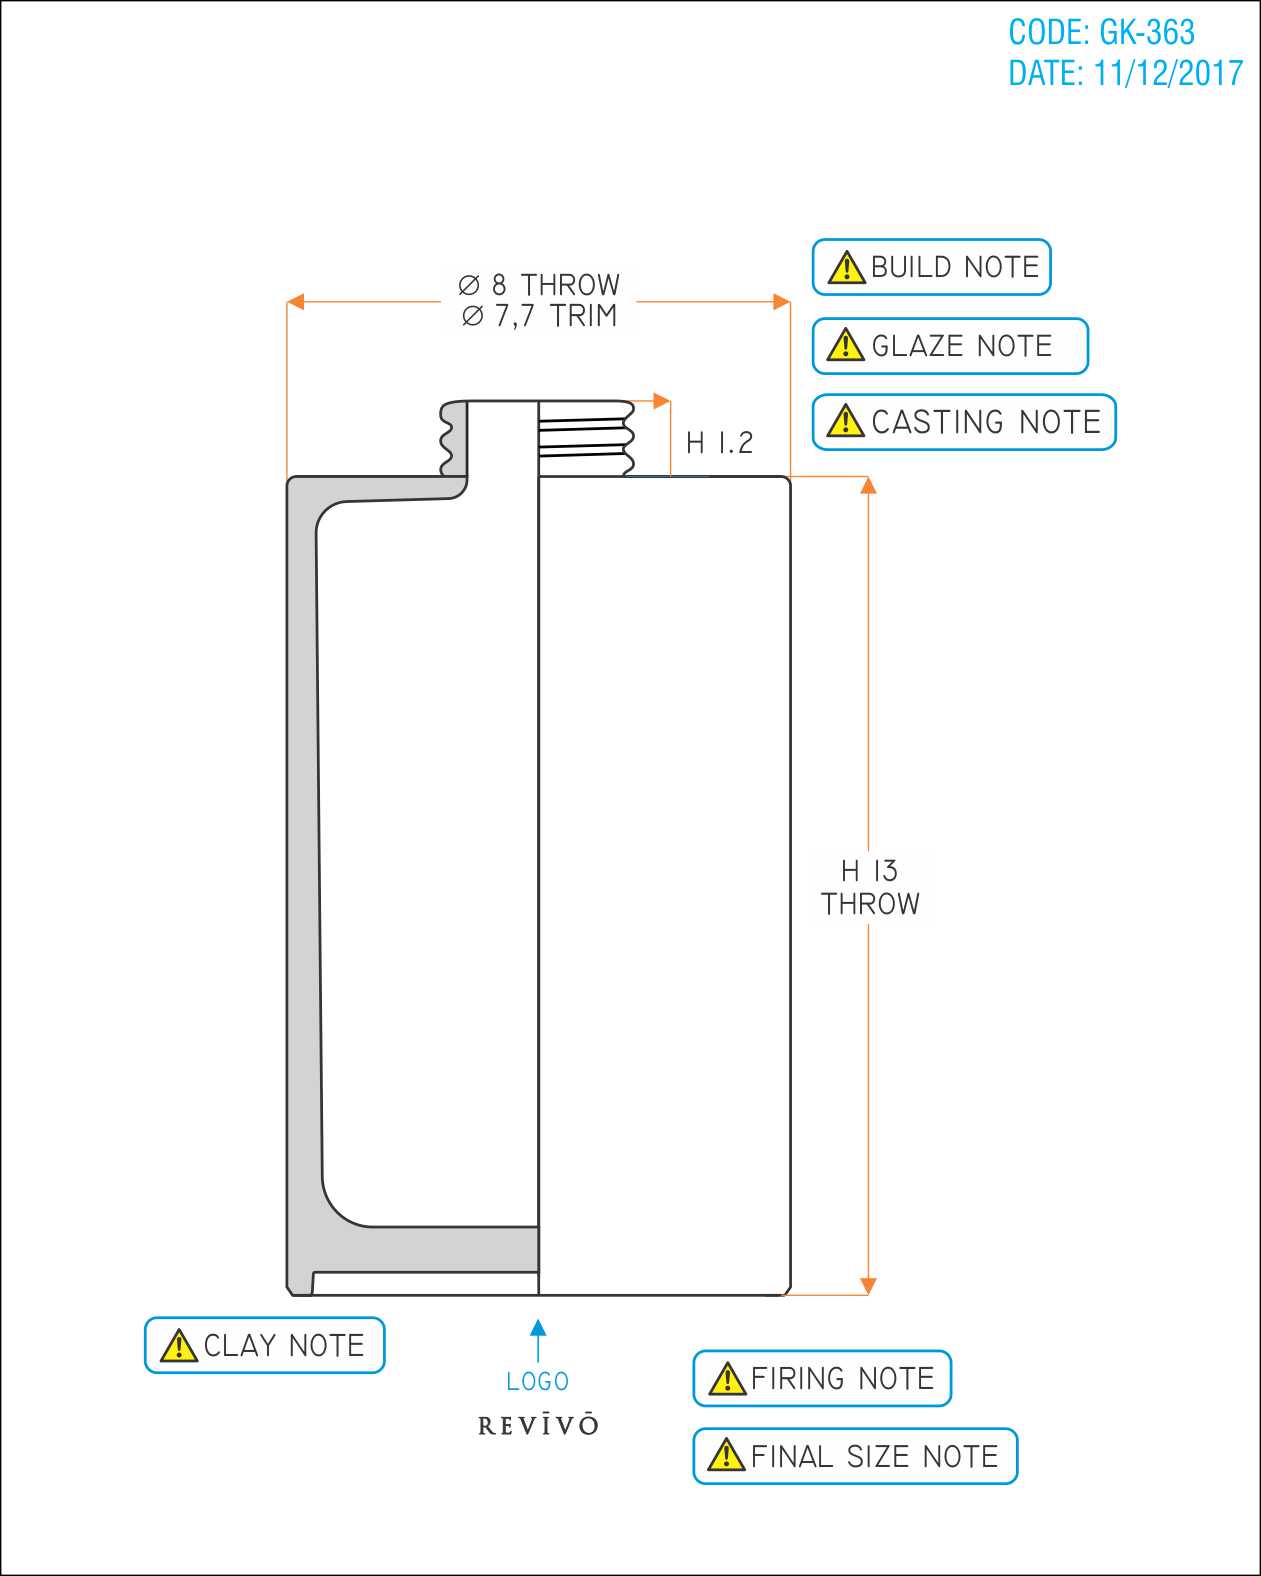 CODE: GK-363
DATE: 11/12/2017
BUILD NOTE
Ø 8 THROW
Ø 7,7 TRIM
GLAZE NOTE
CASTING NOTE
H 1.2
H 13
THROW
CLAY NOTE
LOGO
REVĪVŌ
FIRING NOTE
FINAL SIZE NOTE